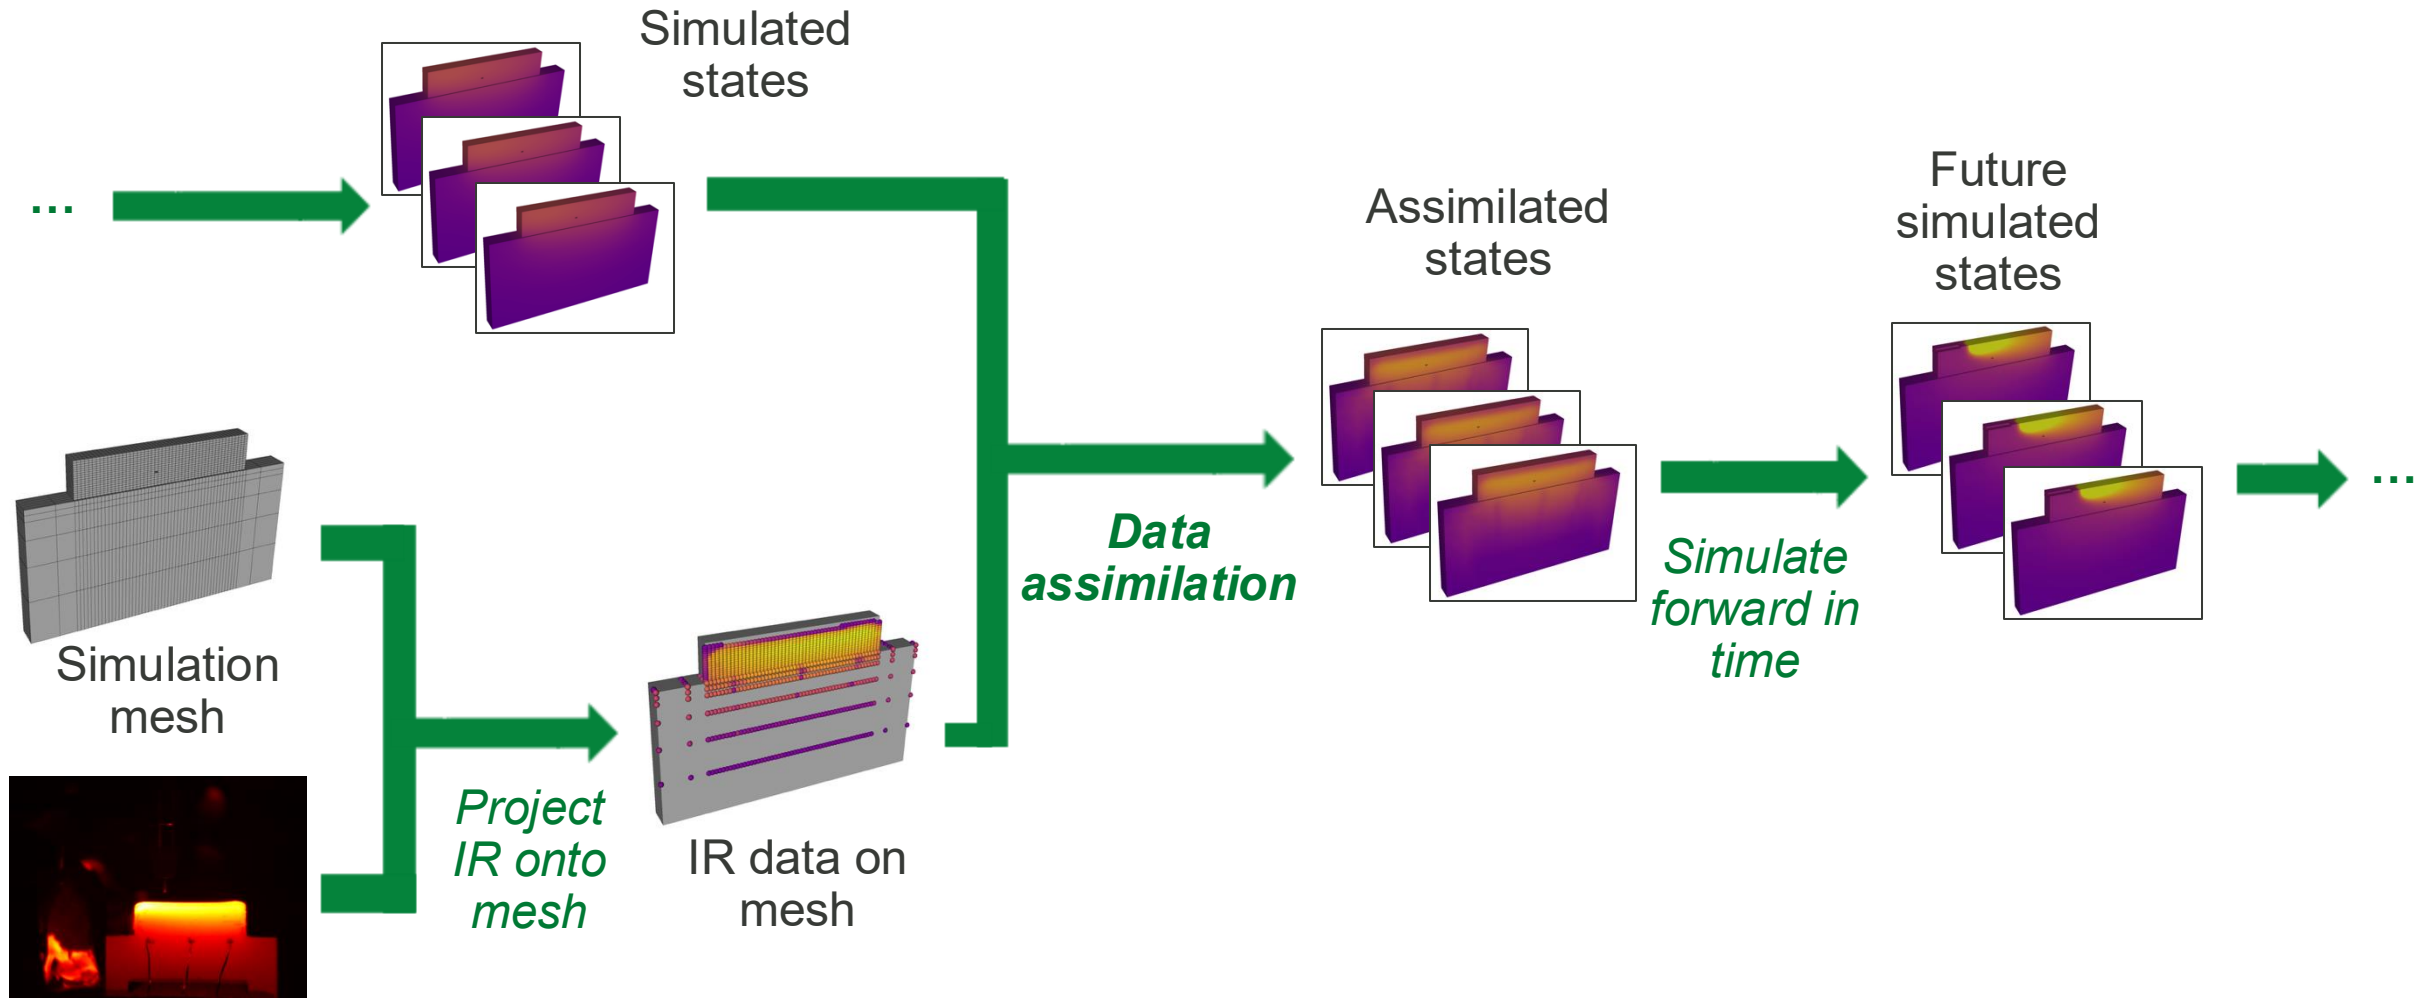 Simulated
states
...
Simulation
mesh
Project
IR onto
mesh
IR data on
mesh
Data
assimilation
Assimilated
states
Simulate
forward in
time
Future
simulated
states
...